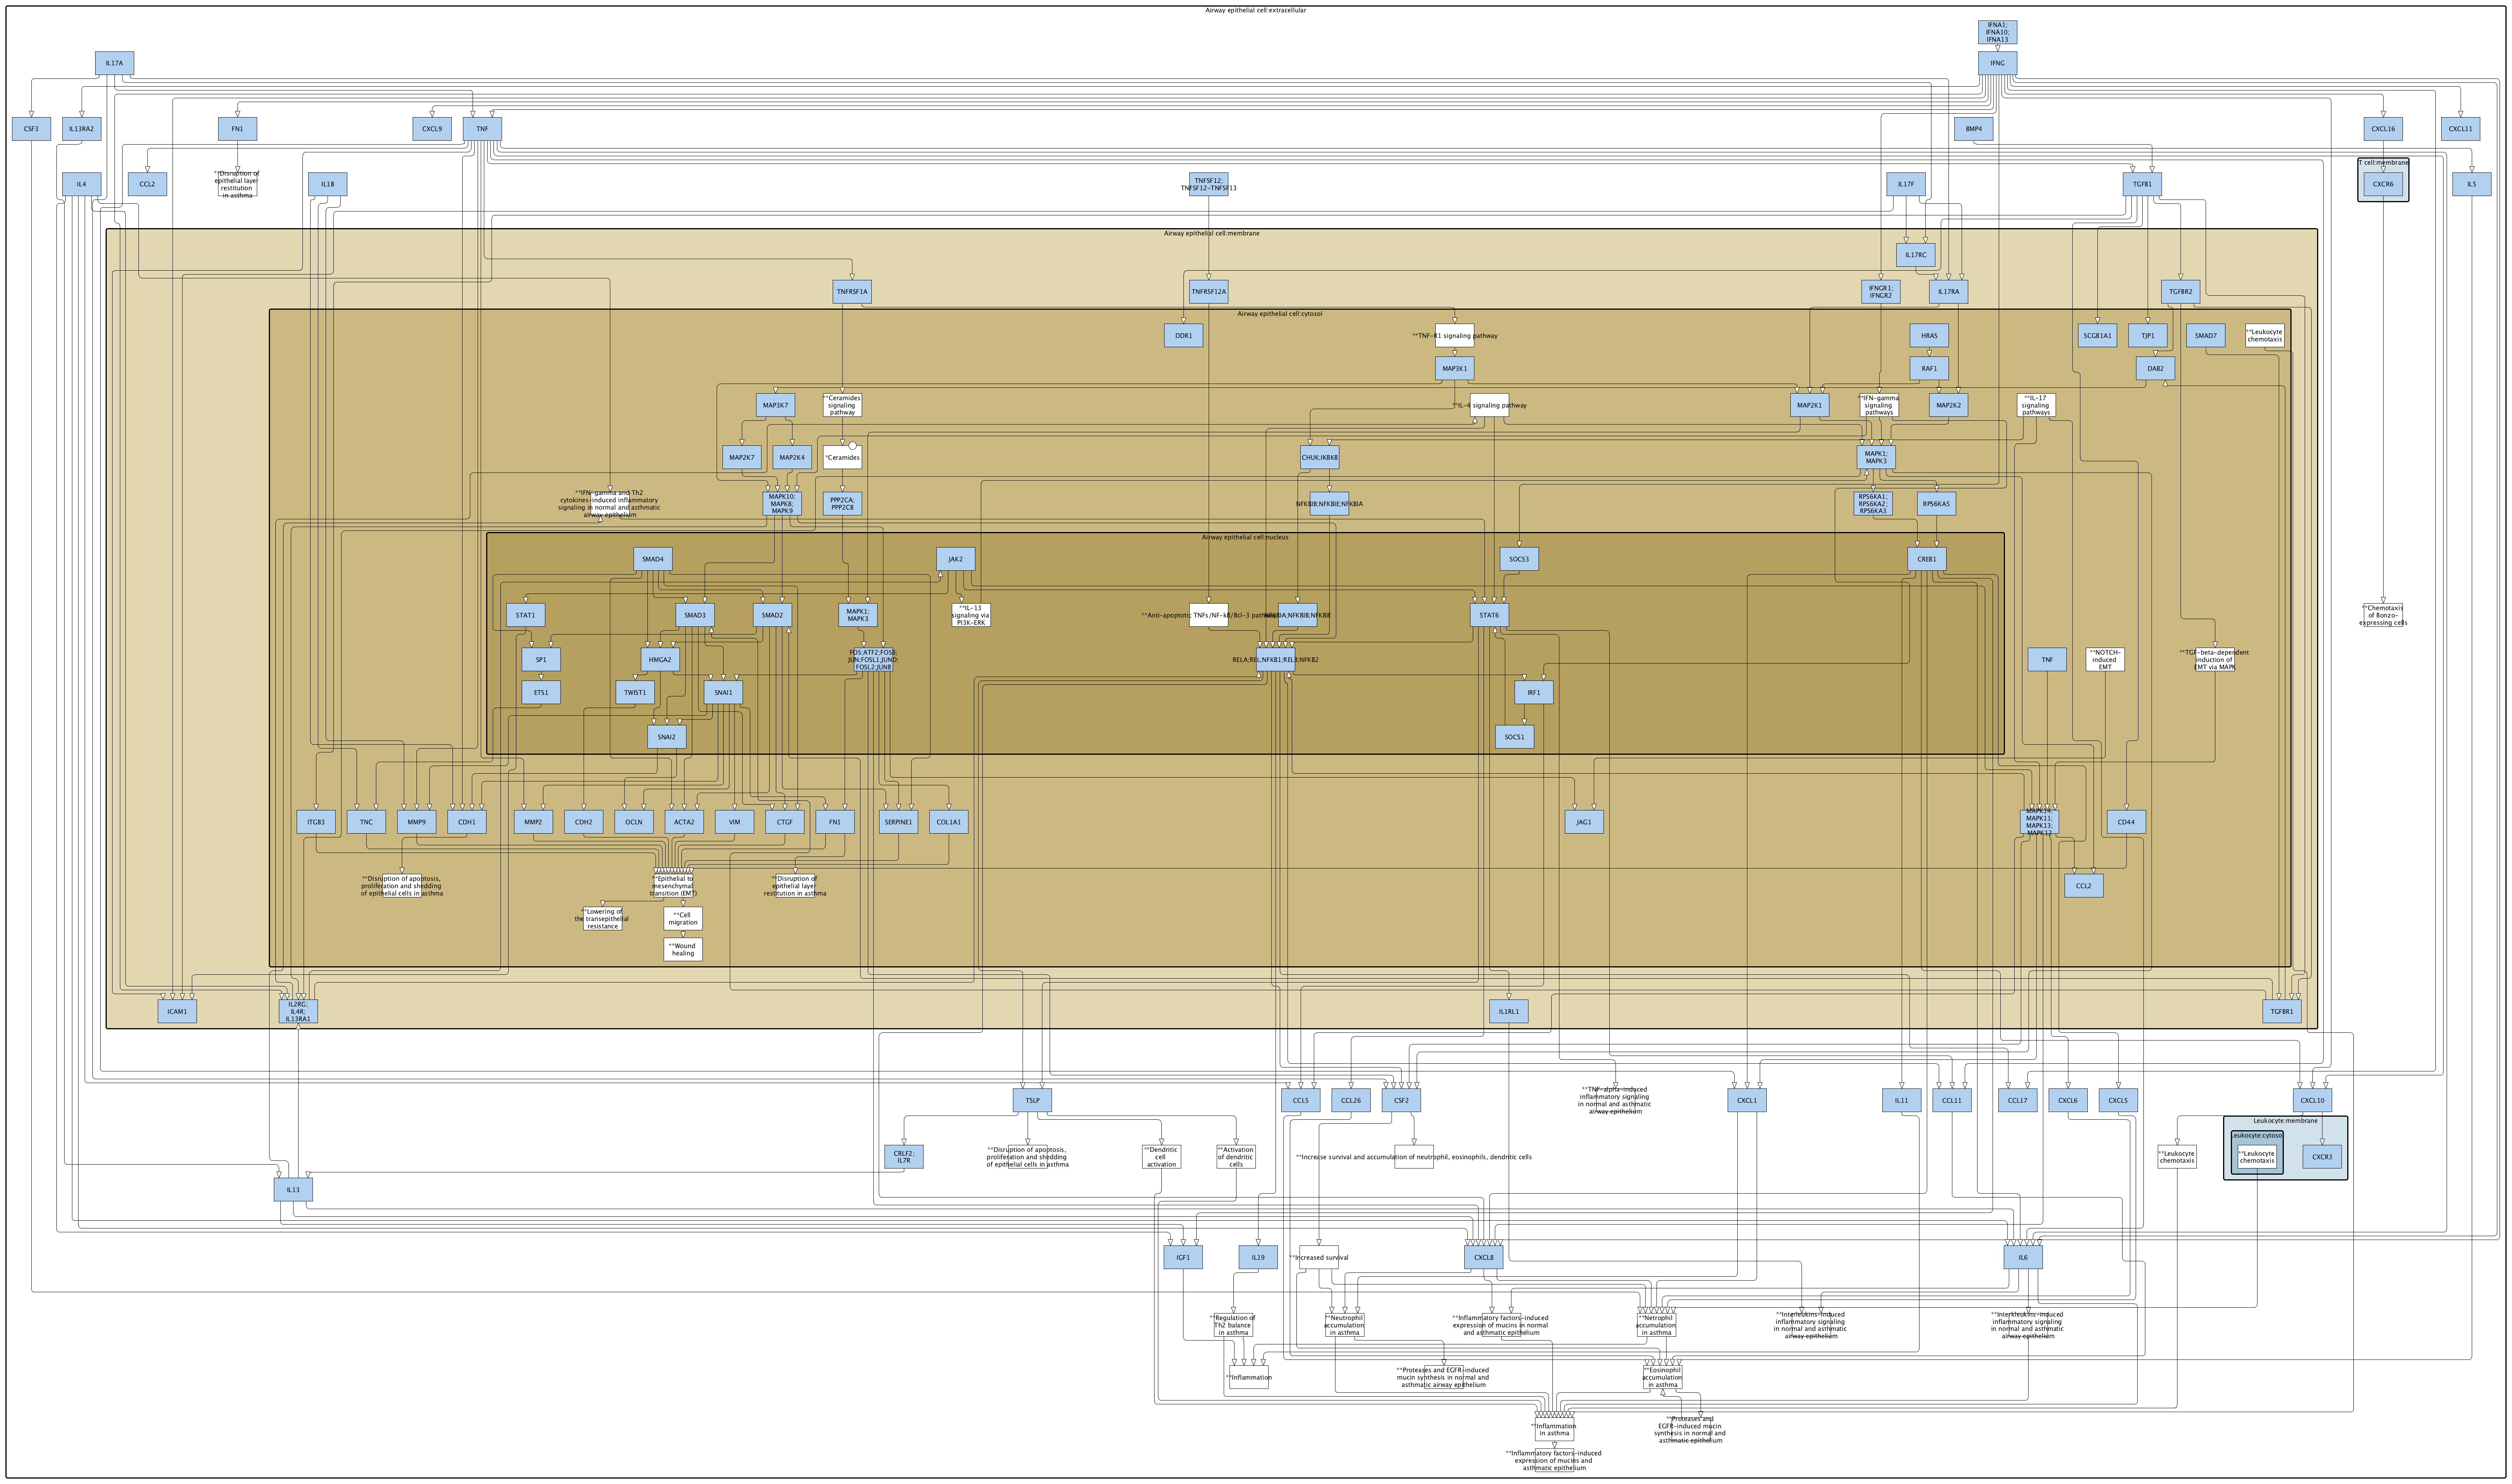 Airway epithelial cell:extracellular
IFNA1;
IFNA10;
IFNA13
IL17A
IFNG
CSF3
IL13RA2
FN1
CXCL9
TNF
BMP4
CXCL16
CXCL11
T cell:membrane
IL4
CCL2
**Disruption of
epithelial layer
restitution
in asthma
IL1B
TNFSF12;
TNFSF12-TNFSF13
IL17F
TGFB1
CXCR6
IL5
Airway epithelial cell:membrane
IL17RC
TNFRSF1A
TNFRSF12A
IFNGR1;
IFNGR2
IL17RA
TGFBR2
Airway epithelial cell:cytosol
DDR1
**TNF-R1 signaling pathway
HRAS
SCGB1A1
TJP1
SMAD7
**Leukocyte
chemotaxis
MAP3K1
RAF1
DAB2
MAP3K7
**Ceramides
signaling
pathway
**IL-4 signaling pathway
MAP2K1
**IFN-gamma
signaling
pathways
MAP2K2
**IL-17
signaling
pathways
MAP2K7
MAP2K4
*Ceramides
CHUK;IKBKB
MAPK1;
MAPK3
**IFN-gamma and Th2
cytokines-induced inflammatory
signaling in normal and asthmatic
airway epithelium
MAPK10;
MAPK8;
MAPK9
PPP2CA;
PPP2CB
NFKBIB;NFKBIE;NFKBIA
RPS6KA1;
RPS6KA2;
RPS6KA3
RPS6KA5
Airway epithelial cell:nucleus
SMAD4
JAK2
SOCS3
CREB1
STAT1
SMAD3
SMAD2
MAPK1;
MAPK3
**IL-13
signaling via
PI3K-ERK
**Anti-apoptotic TNFs/NF-kB/Bcl-3 pathway
NFKBIA;NFKBIB;NFKBIE
STAT6
SP1
HMGA2
FOS;ATF2;FOSB;
JUN;FOSL1;JUND;
FOSL2;JUNB
RELA;REL;NFKB1;RELB;NFKB2
TNF
**NOTCH-
induced
EMT
**TGF-beta-dependent
induction of
EMT via MAPK
**Chemotaxis
of Bonzo-
expressing cells
ETS1
TWIST1
SNAI1
IRF1
SNAI2
SOCS1
ITGB3
TNC
MMP9
CDH1
MMP2
CDH2
OCLN
ACTA2
VIM
CTGF
FN1
SERPINE1
COL1A1
JAG1
MAPK14;
MAPK11;
MAPK13;
MAPK12
CD44
**Disruption of apoptosis,
proliferation and shedding
of epithelial cells in asthma
**Epithelial to
mesenchymal
transition (EMT)
**Disruption of
epithelial layer
restitution in asthma
CCL2
**Lowering of
the transepithelial
resistance
**Cell
migration
**Wound
healing
ICAM1
IL2RG;
IL4R;
IL13RA1
IL1RL1
TGFBR1
TSLP
CCL5
CCL26
CSF2
**TNF-alpha-induced
inflammatory signaling
in normal and asthmatic
airway epithelium
CXCL1
IL11
CCL11
CCL17
CXCL6
CXCL5
CXCL10
Leukocyte:membrane
Leukocyte:cytosol
CRLF2;
IL7R
**Disruption of apoptosis,
proliferation and shedding
of epithelial cells in asthma
**Dendritic
cell
activation
**Activation
of dendritic
cells
**Increase survival and accumulation of neutrophil, eosinophils, dendritic cells
**Leukocyte
chemotaxis
**Leukocyte
chemotaxis
CXCR3
IL13
IGF1
IL19
**Increased survival
CXCL8
IL6
**Regulation of
Th2 balance
in asthma
**Neutrophil
accumulation
in asthma
**Inflammatory factors-induced
expression of mucins in normal
and asthmatic epithelium
**Netrophil
accumulation
in asthma
**Interleukins-induced
inflammatory signaling
in normal and asthmatic
airway epithelium
**Interkleukins-induced
inflammatory signaling
in normal and asthmatic
airway epithelium
**Inflammation
**Proteases and EGFR-induced
mucin synthesis in normal and
asthmatic airway epithelium
**Eosinophil
accumulation
in asthma
**Inflammation
in asthma
**Proteases and
EGFR-induced mucin
synthesis in normal and
asthmatic epithelium
**Inflammatory factors-induced
expression of mucins and
asthmatic epithelium